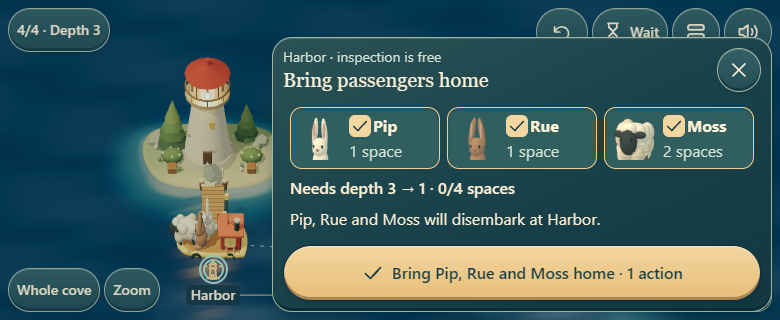 4/4 · Depth 3
Wait
Harbor · inspection is free
Bring passengers home
Pip
1 space
Rue
1 space
Moss
2 spaces
Needs depth 3 → 1 · 0/4 spaces
Pip, Rue and Moss will disembark at Harbor.
Bring Pip, Rue and Moss home · 1 action
Whole cove
Zoom
Harbor